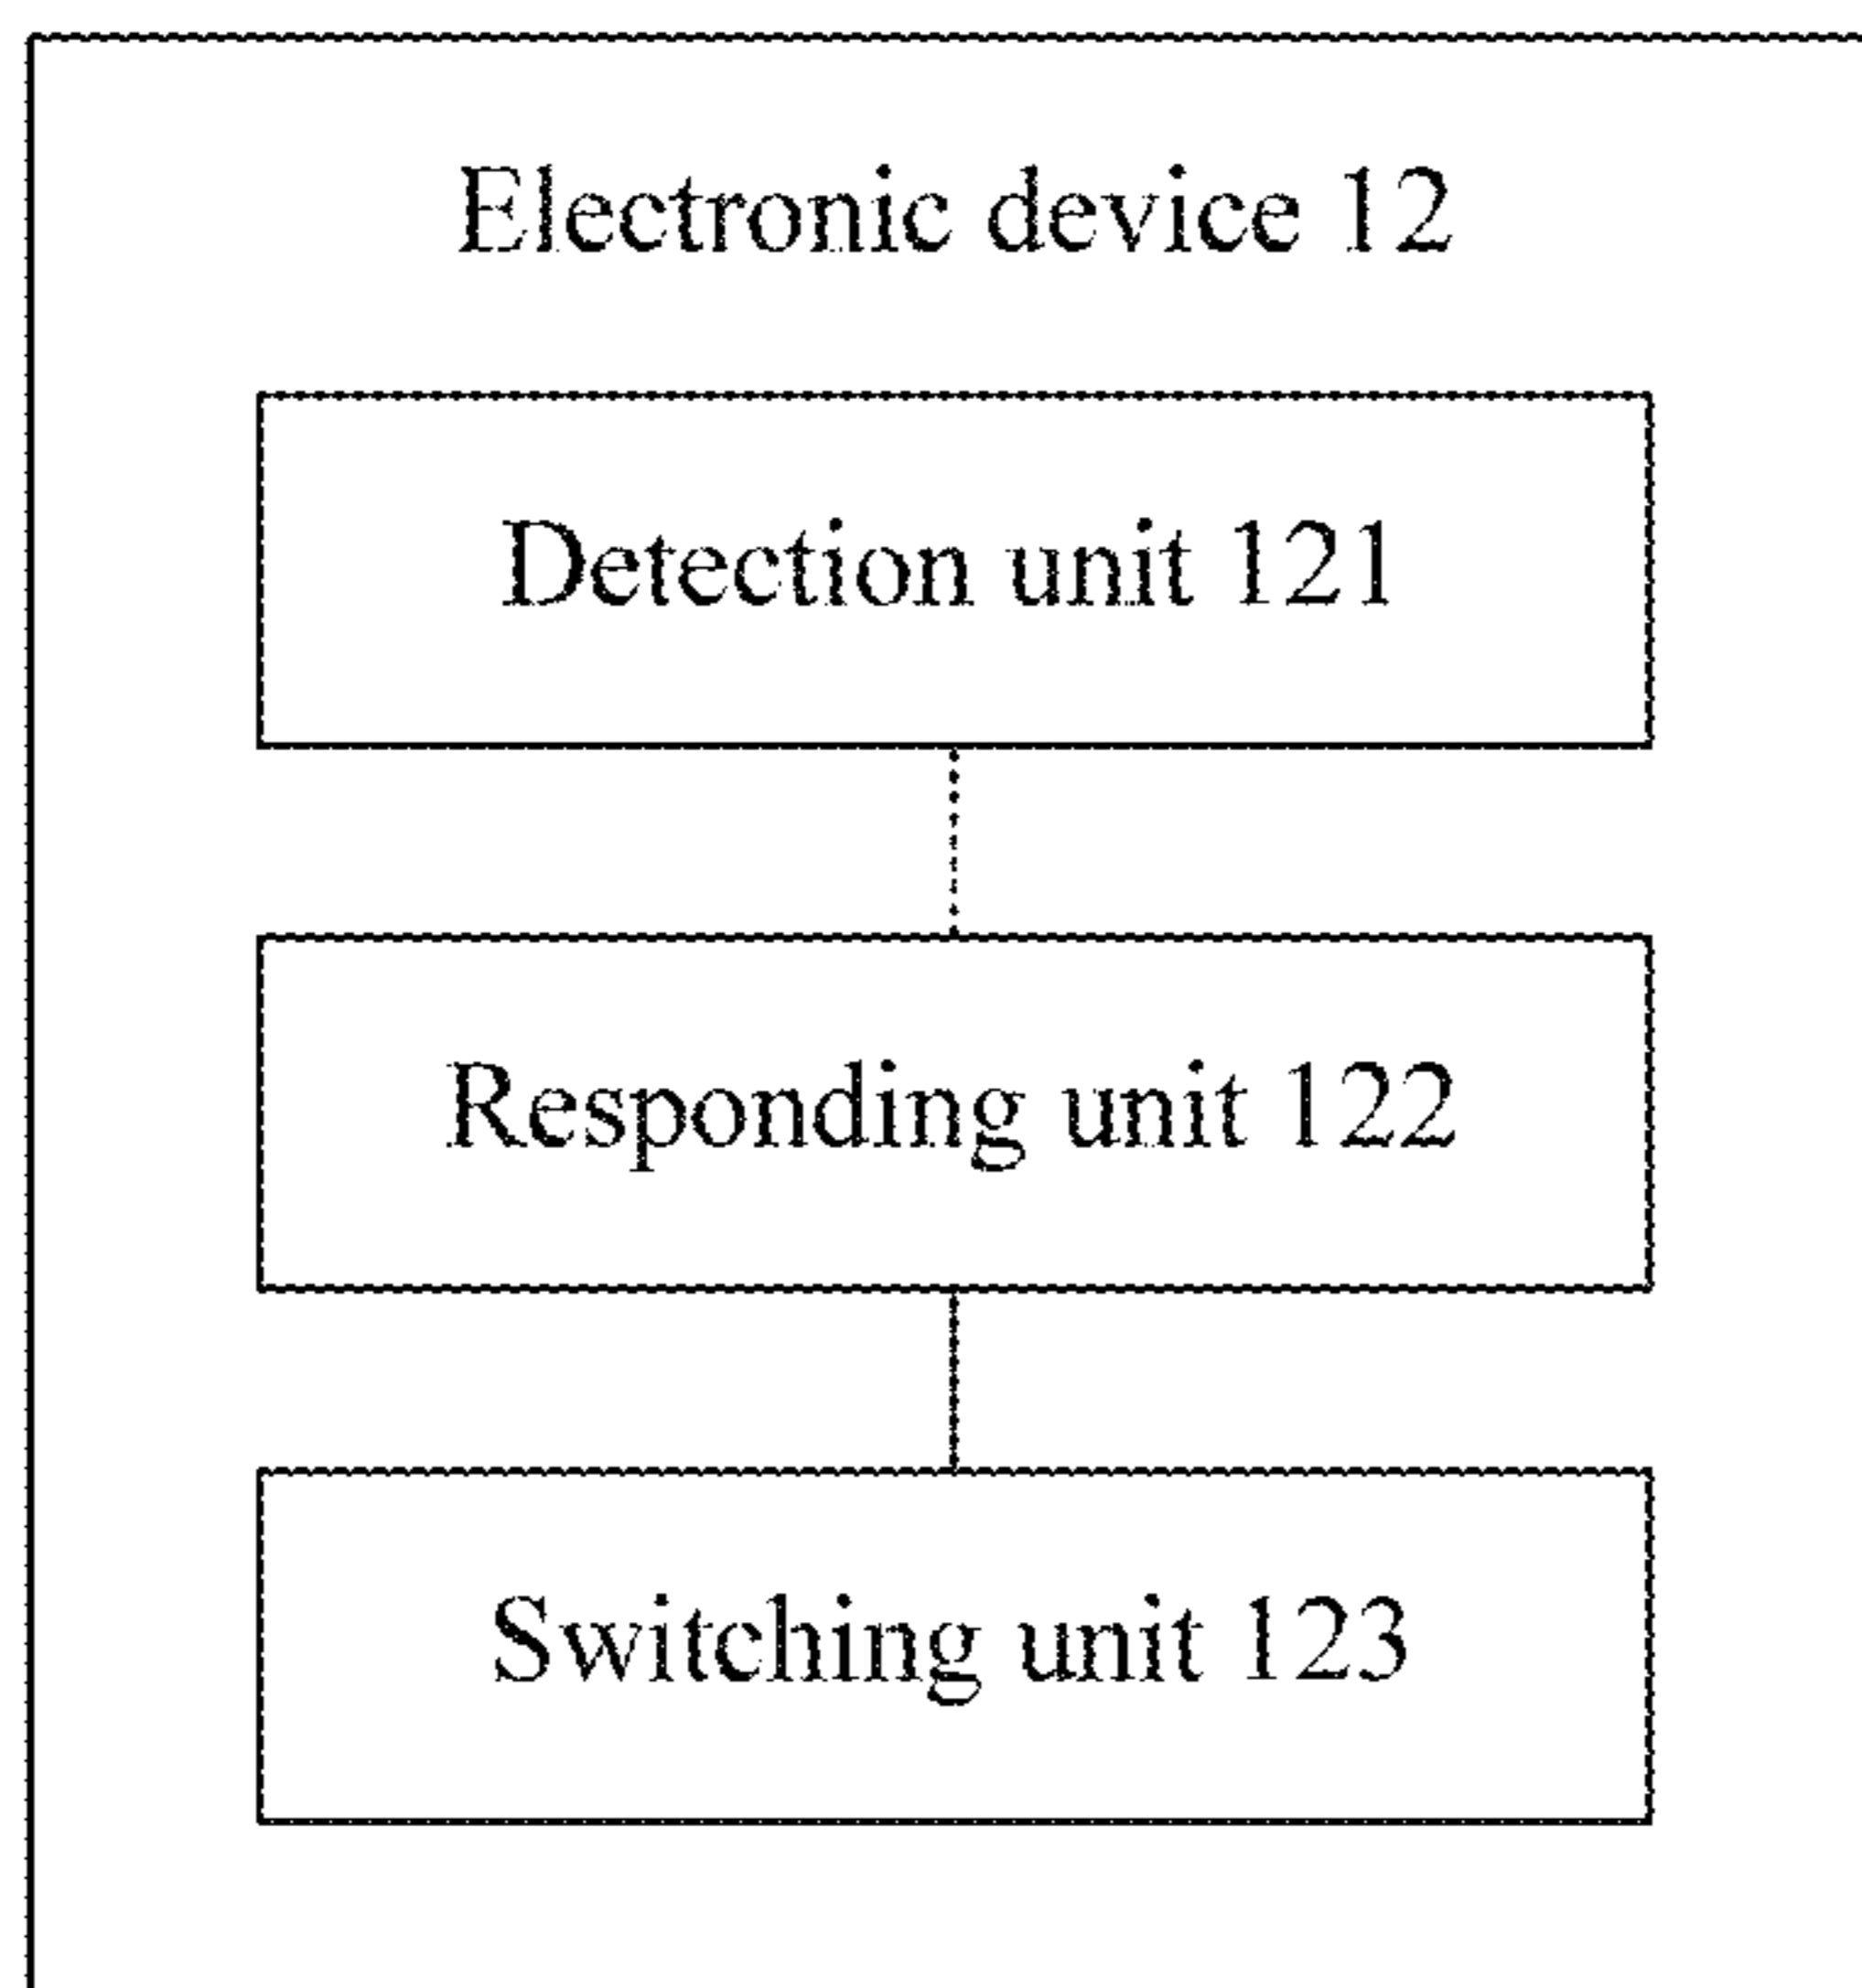 Electronic device 12
Detection unit 121
Responding unit 122
Switching unit 123